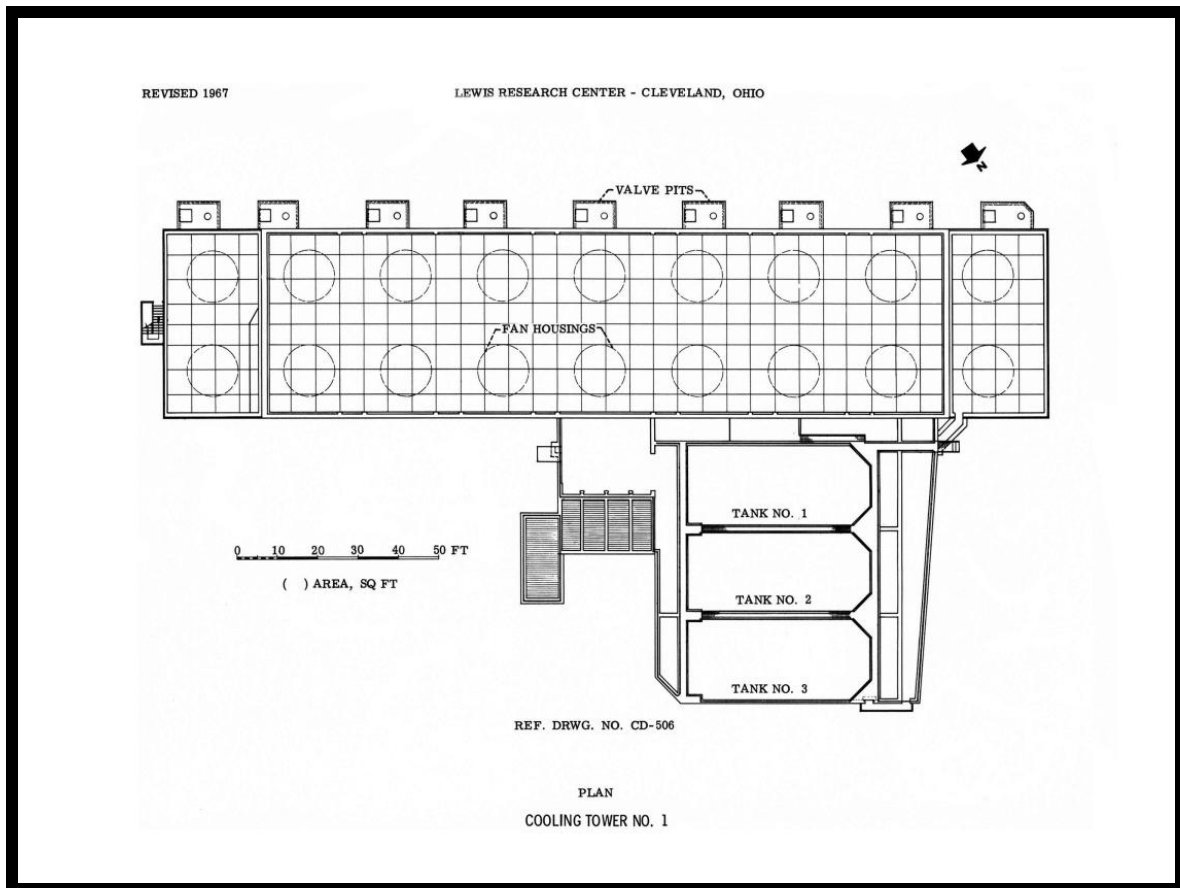 REVISED 1967
LEWIS RESEARCH CENTER - CLEVELAND, OHIO
N
VALVE PITS
FAN HOUSINGS
TANK NO. 1
0 10 20 30 40 50 FT
( ) AREA, SQ FT
TANK NO. 2
TANK NO. 3
REF. DRWG. NO. CD-506
PLAN
COOLING TOWER NO. 1